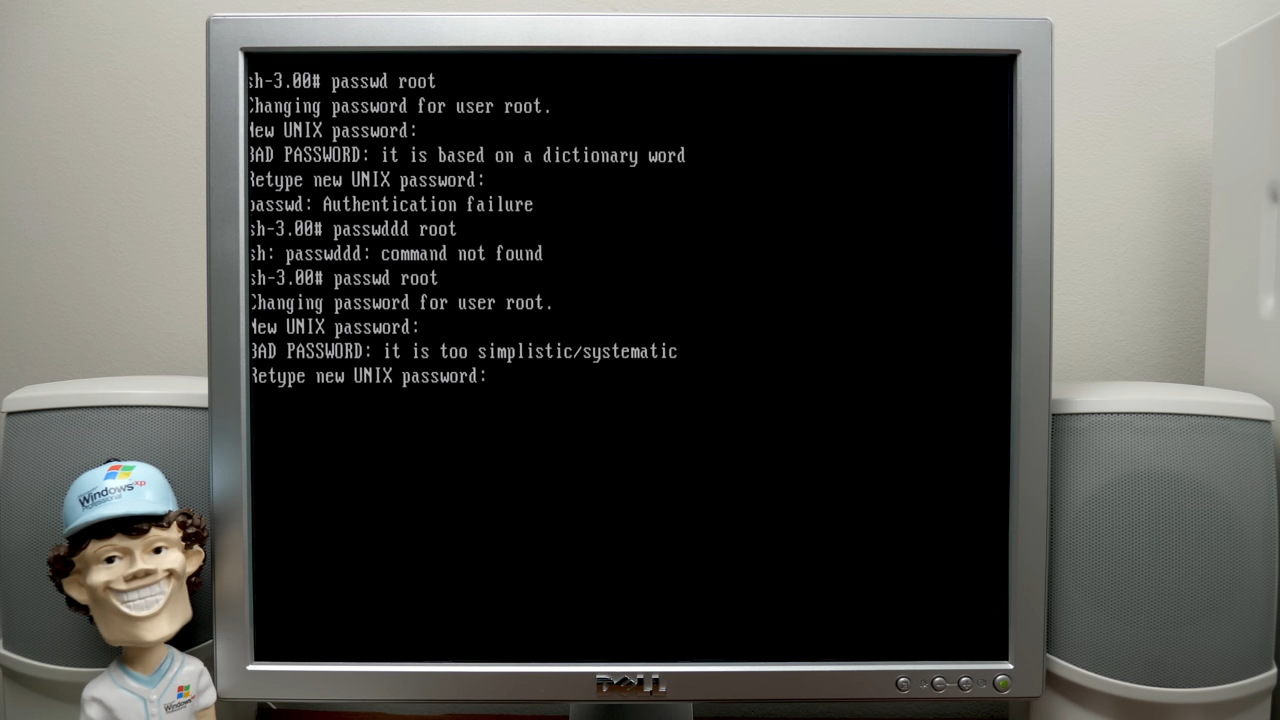 sh-3.00# passwd root
Changing password for user root.
New UNIX password:
BAD PASSWORD: it is based on a dictionary word
Retype new UNIX password:
passwd: Authentication failure
sh-3.00# passwddd root
sh: passwddd: command not found
sh-3.00# passwd root
Changing password for user root.
New UNIX password:
BAD PASSWORD: it is too simplistic/systematic
Retype new UNIX password:
Windows xp
Professional
Windows
DELL